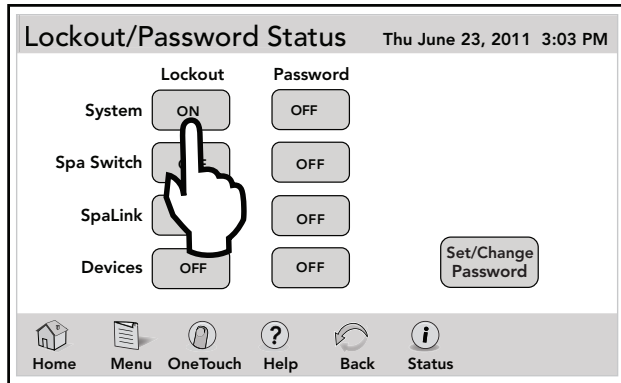 Lockout/Password Status Thu June 23, 2011 3:03 PM
Lockout Password
System ON OFF
Spa Switch OFF
SpaLink OFF
Devices OFF OFF
Set/Change
Password
Home Menu OneTouch Help Back Status